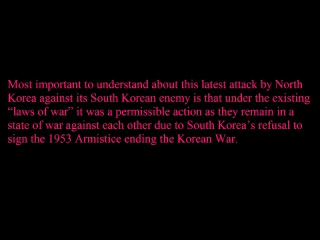 Most important to understand about this latest attack by North
Korea against its South Korean enemy is that under the existing
“laws of war” it was a permissible action as they remain in a
state of war against each other due to South Korea’s refusal to
sign the 1953 Armistice ending the Korean War.